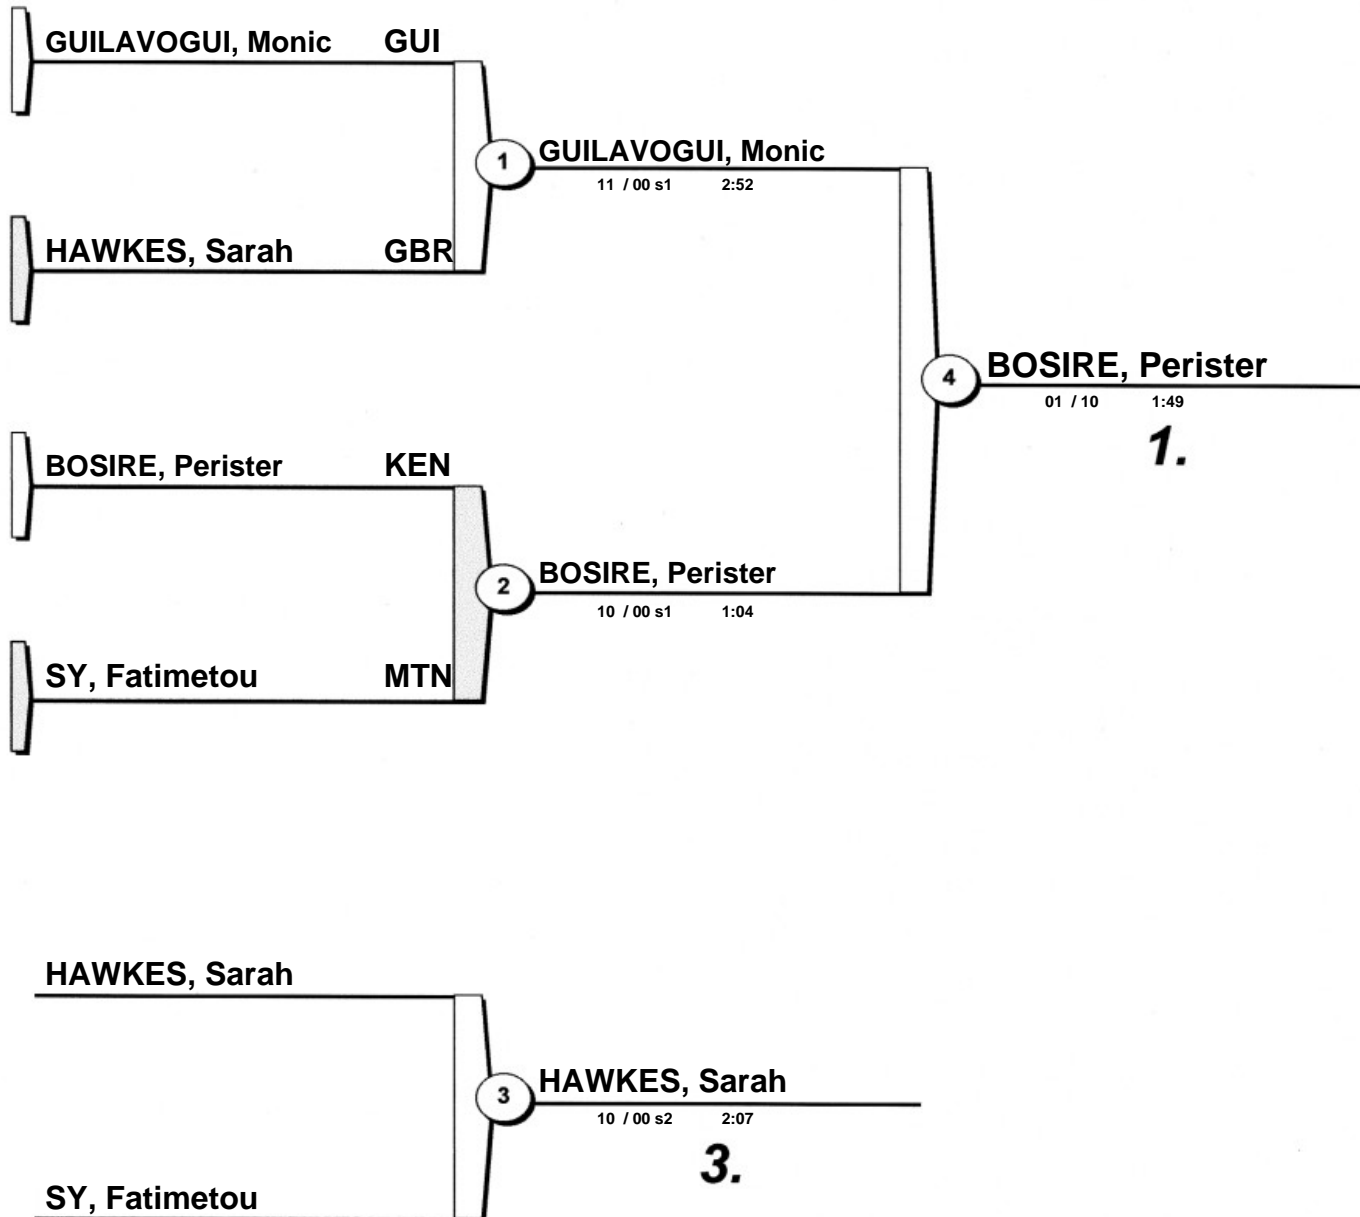 GUILAVOGUI, Monic GUI
1 GUILAVOGUI, Monic
11 / 00 s1 2:52
HAWKES, Sarah GBR
4 BOSIRE, Perister
01 / 10 1:49
1.
BOSIRE, Perister KEN
2 BOSIRE, Perister
10 / 00 s1 1:04
SY, Fatimetou MTN
HAWKES, Sarah
3 HAWKES, Sarah
10 / 00 s2 2:07
3.
SY, Fatimetou